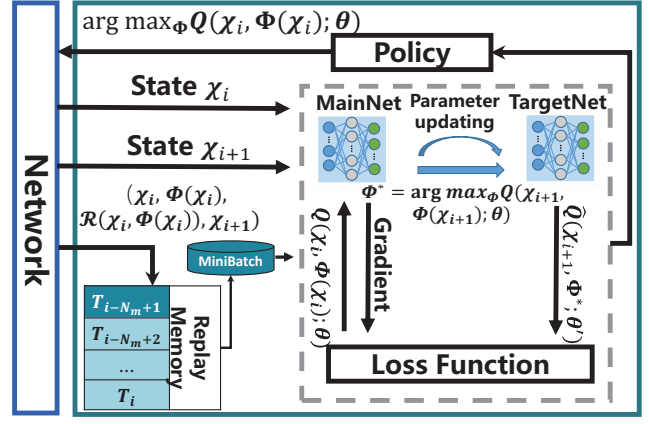 arg max_Φ Q(χ_i, Φ(χ_i); θ)
Policy
State χ_i
State χ_{i+1}
Network
(χ_i, Φ(χ_i),
R(χ_i, Φ(χ_i)), χ_{i+1})
MiniBatch
T_{i-N_m+1}
T_{i-N_m+2}
...
T_i
Replay
Memory
MainNet
Parameter
updating
TargetNet
Φ* = arg max_Φ Q(χ_{i+1},
Φ(χ_{i+1}); θ)
Q(χ_i, Φ(χ_i); θ)
Gradient
Q̂(χ_{i+1}, Φ*; θ')
Loss Function